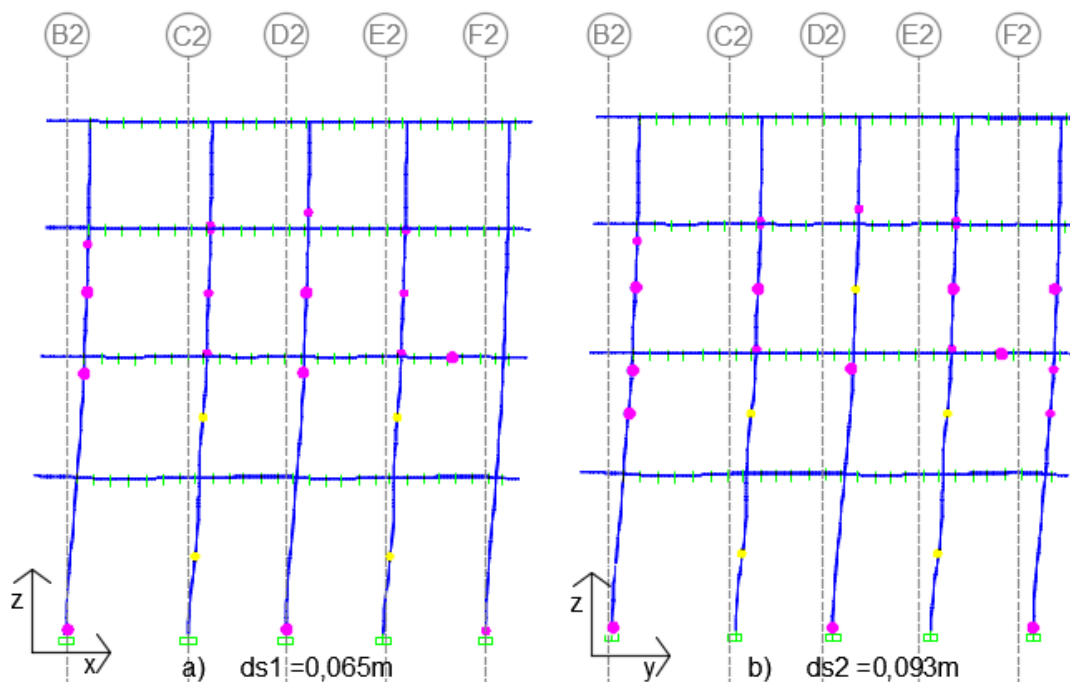 B2 C2 D2 E2 F2 B2 C2 D2 E2 F2
z z
x a) ds1 =0,065m y b) ds2 =0,093m